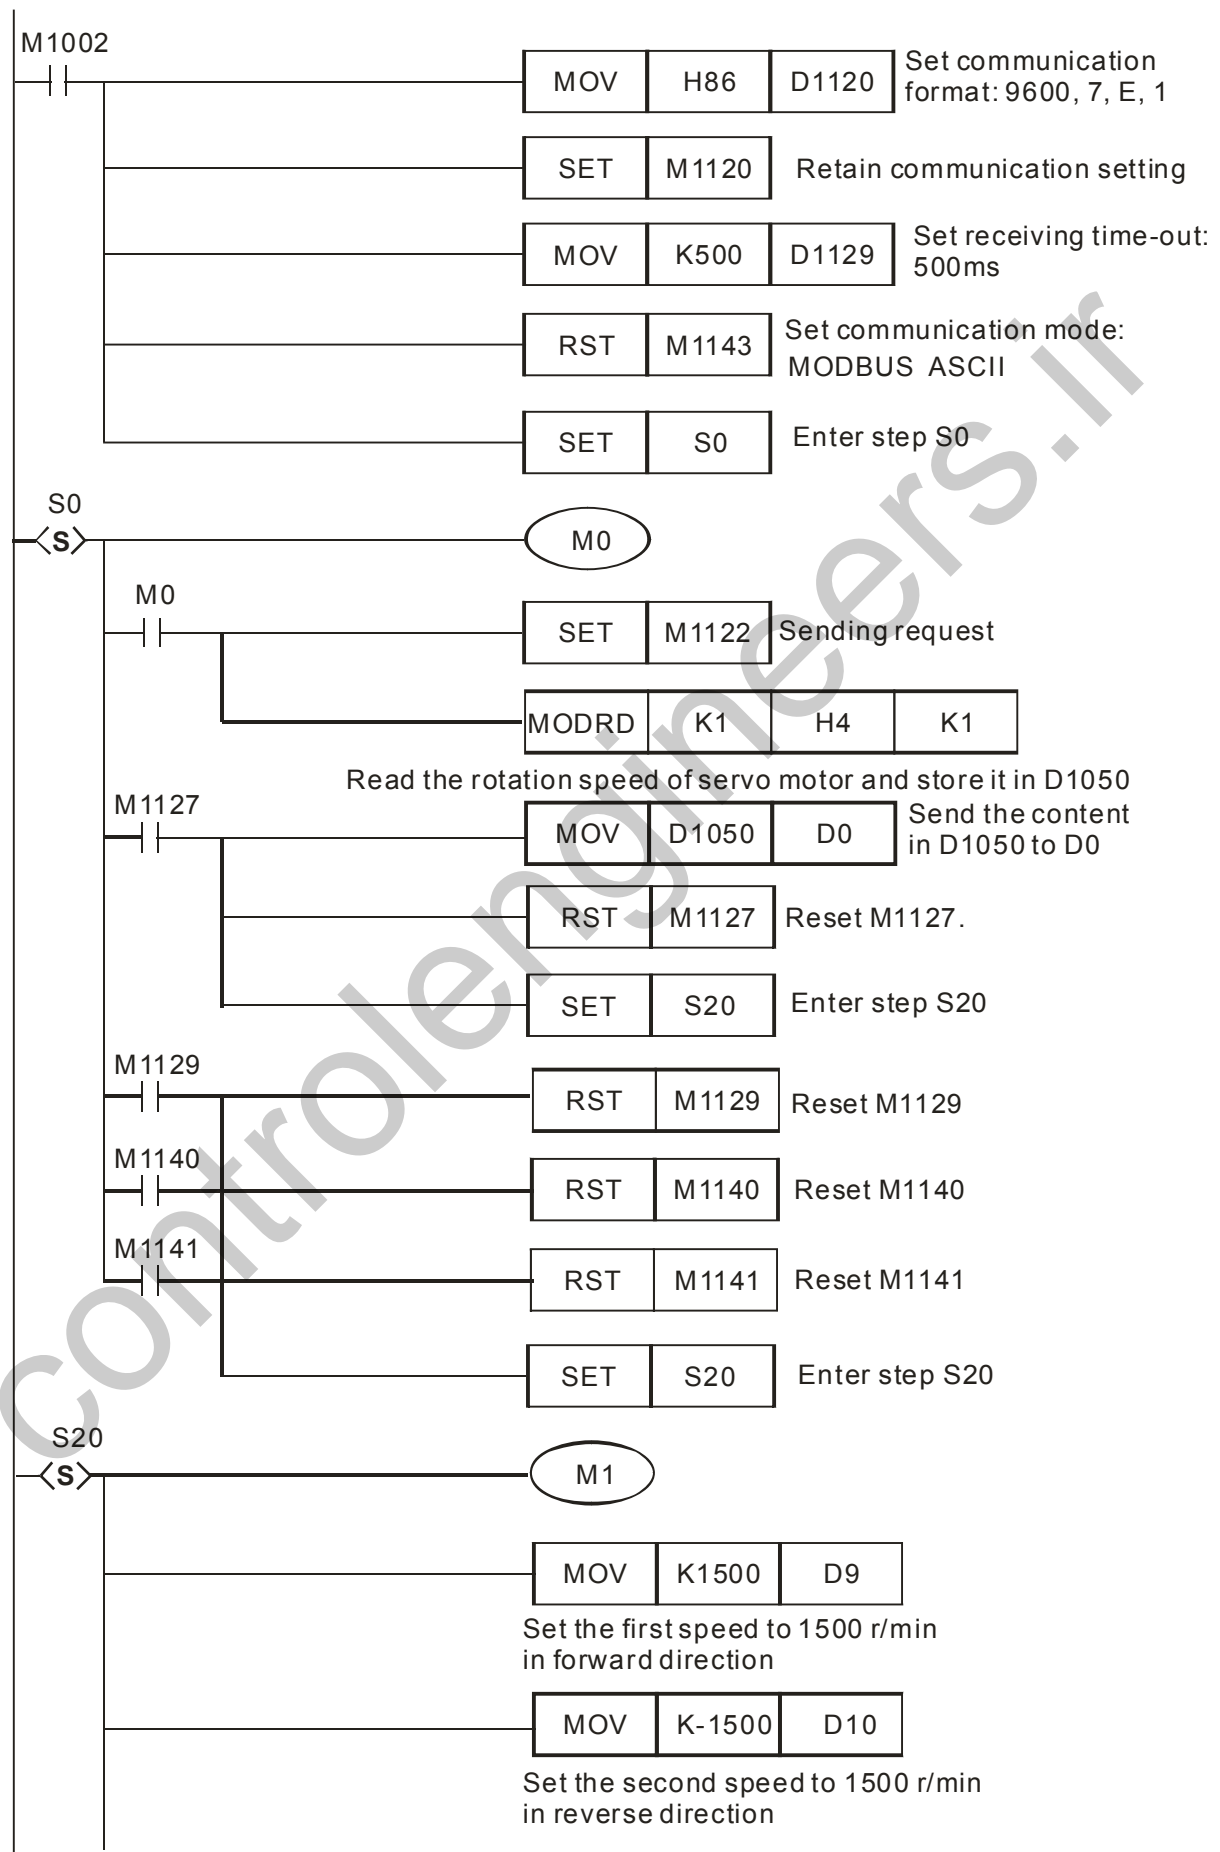 M1002
MOV H86 D1120
Set communication
format: 9600, 7, E, 1
SET M1120 Retain communication setting
MOV K500 D1129
Set receiving time-out:
500ms
RST M1143
Set communication mode:
MODBUS ASCII
SET S0 Enter step S0
S0
S M0
M0
SET M1122 Sending request
MODRD K1 H4 K1
Read the rotation speed of servo motor and store it in D1050
M1127
MOV D1050 D0
Send the content
in D1050 to D0
RST M1127 Reset M1127.
SET S20 Enter step S20
M1129
RST M1129 Reset M1129
M1140
RST M1140 Reset M1140
M1141
RST M1141 Reset M1141
SET S20 Enter step S20
S20
S M1
MOV K1500 D9
Set the first speed to 1500 r/min
in forward direction
MOV K-1500 D10
Set the second speed to 1500 r/min
in reverse direction
controlengineers.ir